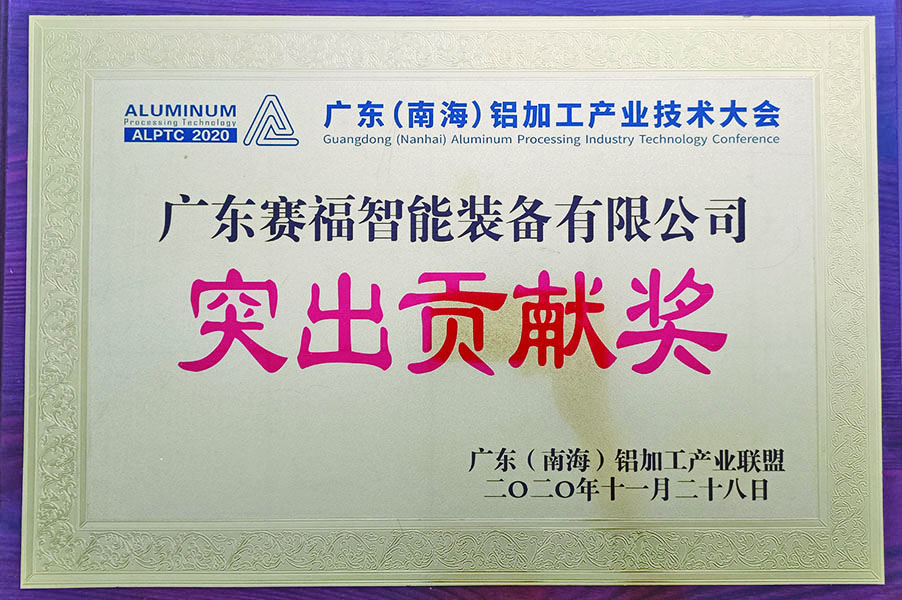 ALUMINUM
Processing Technology
ALPTC 2020
广东（南海）铝加工产业技术大会
Guangdong (Nanhai) Aluminum Processing Industry Technology Conference
广东赛福智能装备有限公司
突出贡献奖
广东（南海）铝加工产业联盟
二〇二〇年十一月二十八日